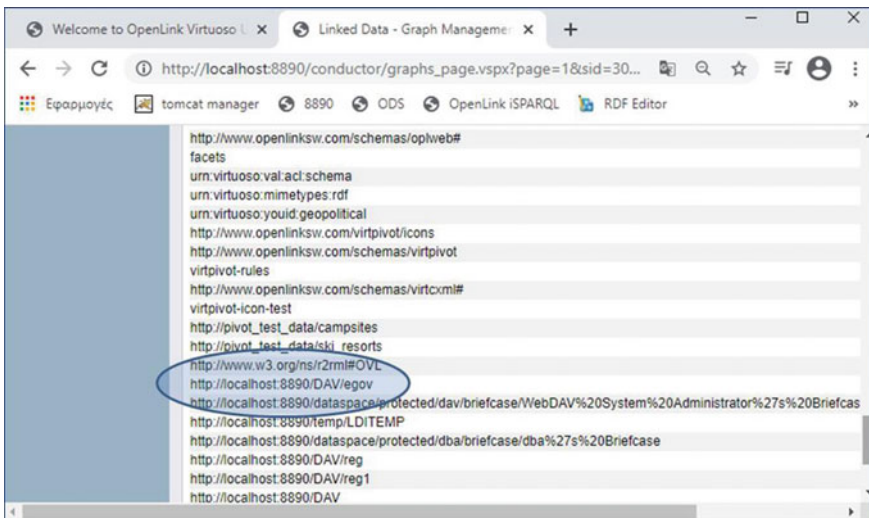 Welcome to OpenLink Virtuoso U
Linked Data - Graph Managemen
http://localhost:8890/conductor/graphs_page.vspx?page=1&sid=30...
Εφαρμογές tomcat manager 8890 ODS OpenLink iSPARQL RDF Editor »
http://www.openlinksw.com/schemas/oplweb#
facets
urn:virtuoso:val:acl:schema
urn:virtuoso:mimetypes:rdf
urn:virtuoso:youid:geopolitical
http://www.openlinksw.com/virtpivot/icons
http://www.openlinksw.com/schemas/virtpivot
virtpivot-rules
http://www.openlinksw.com/schemas/virtcxml#
virtpivot-icon-test
http://pivot_test_data/campsites
http://pivot_test_data/ski_resorts
http://www.w3.org/ns/r2rml#OVL
http://localhost:8890/DAV/egov
http://localhost:8890/dataspace/protected/dav/briefcase/WebDAV%20System%20Administrator%27s%20Briefcas
http://localhost:8890/temp/LDITEMP
http://localhost:8890/dataspace/protected/dba/briefcase/dba%27s%20Briefcase
http://localhost:8890/DAV/reg
http://localhost:8890/DAV/reg1
http://localhost:8890/DAV